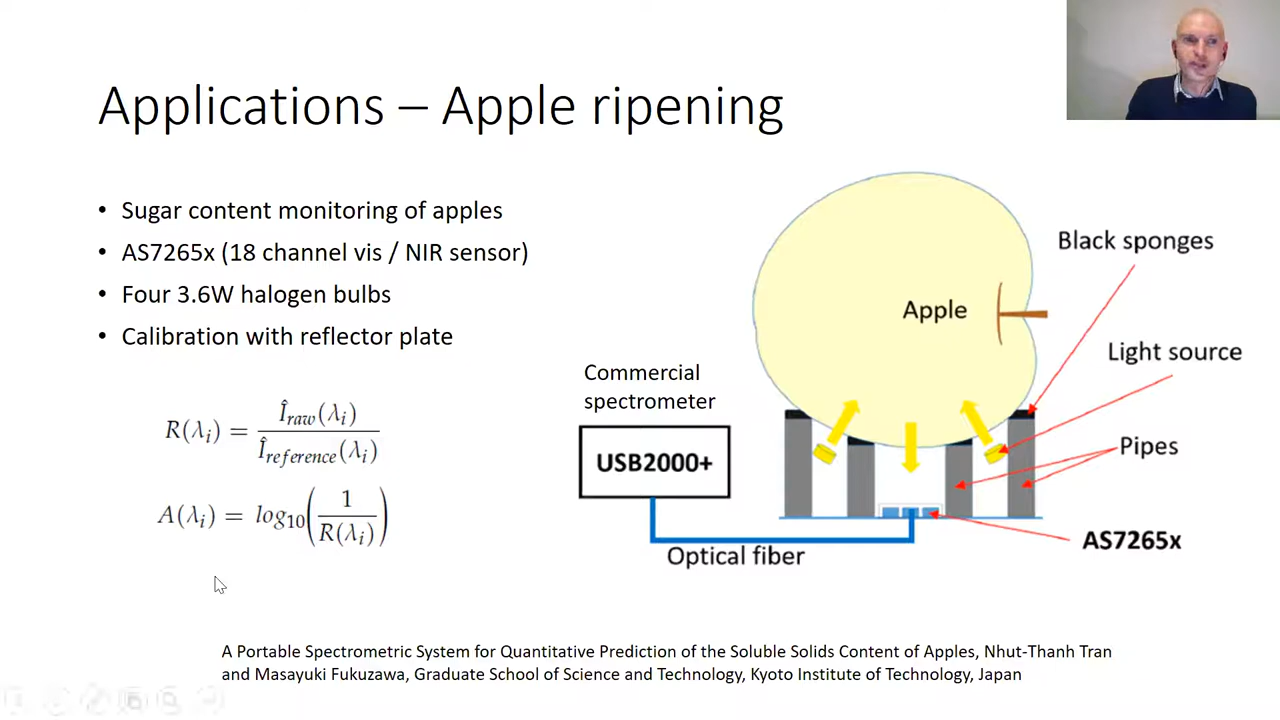 Applications – Apple ripening
• Sugar content monitoring of apples
• AS7265x (18 channel vis / NIR sensor)
• Four 3.6W halogen bulbs
• Calibration with reflector plate
R(λᵢ) = Î_raw(λᵢ) / Î_reference(λᵢ)
A(λᵢ) = log₁₀(1 / R(λᵢ))
Commercial
spectrometer
USB2000+
Optical fiber
Apple
Black sponges
Light source
Pipes
AS7265x
A Portable Spectrometric System for Quantitative Prediction of the Soluble Solids Content of Apples, Nhut-Thanh Tran
and Masayuki Fukuzawa, Graduate School of Science and Technology, Kyoto Institute of Technology, Japan